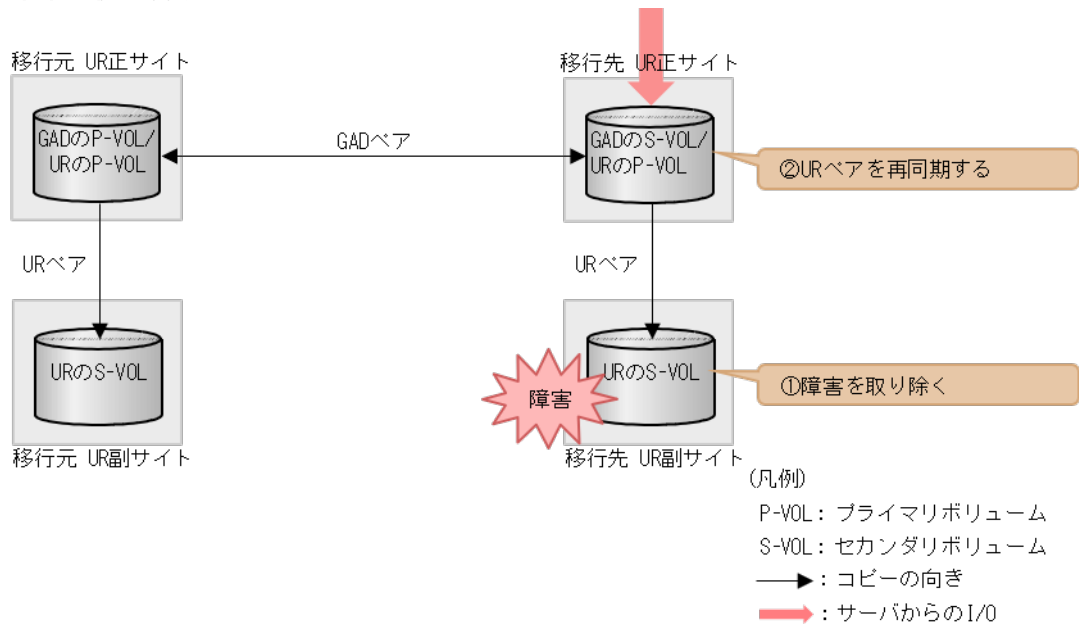 移行元 UR正サイト
移行先 UR正サイト
GADのP-VOL/
URのP-VOL
GADペア
GADのS-VOL/
URのP-VOL
②URペアを再同期する
URペア
URペア
URのS-VOL
障害
URのS-VOL
①障害を取り除く
移行元 UR副サイト
移行先 UR副サイト
(凡例)
P-VOL: プライマリボリューム
S-VOL: セカンダリボリューム
: コピーの向き
: サーバからのI/O